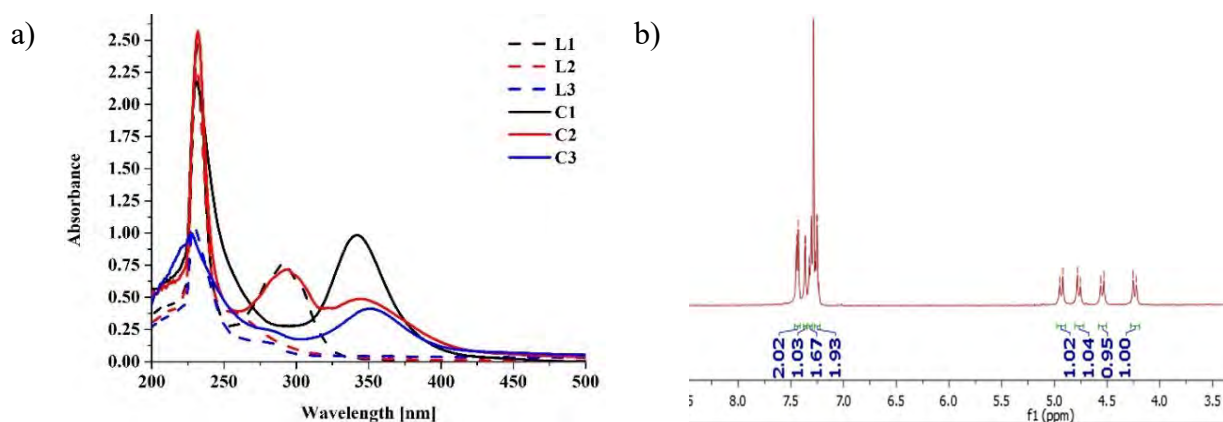 a)
2.50
2.25
2.00
1.75
1.50
1.25
1.00
0.75
0.50
0.25
0.00
Absorbance
200 250 300 350 400 450 500
Wavelength [nm]
L1
L2
L3
C1
C2
C3
b)
2.02
1.03
1.67
1.93
1.02
1.04
0.95
1.00
5 8.0 7.5 7.0 6.5 6.0 5.5 5.0 4.5 4.0 3.5
f1 (ppm)